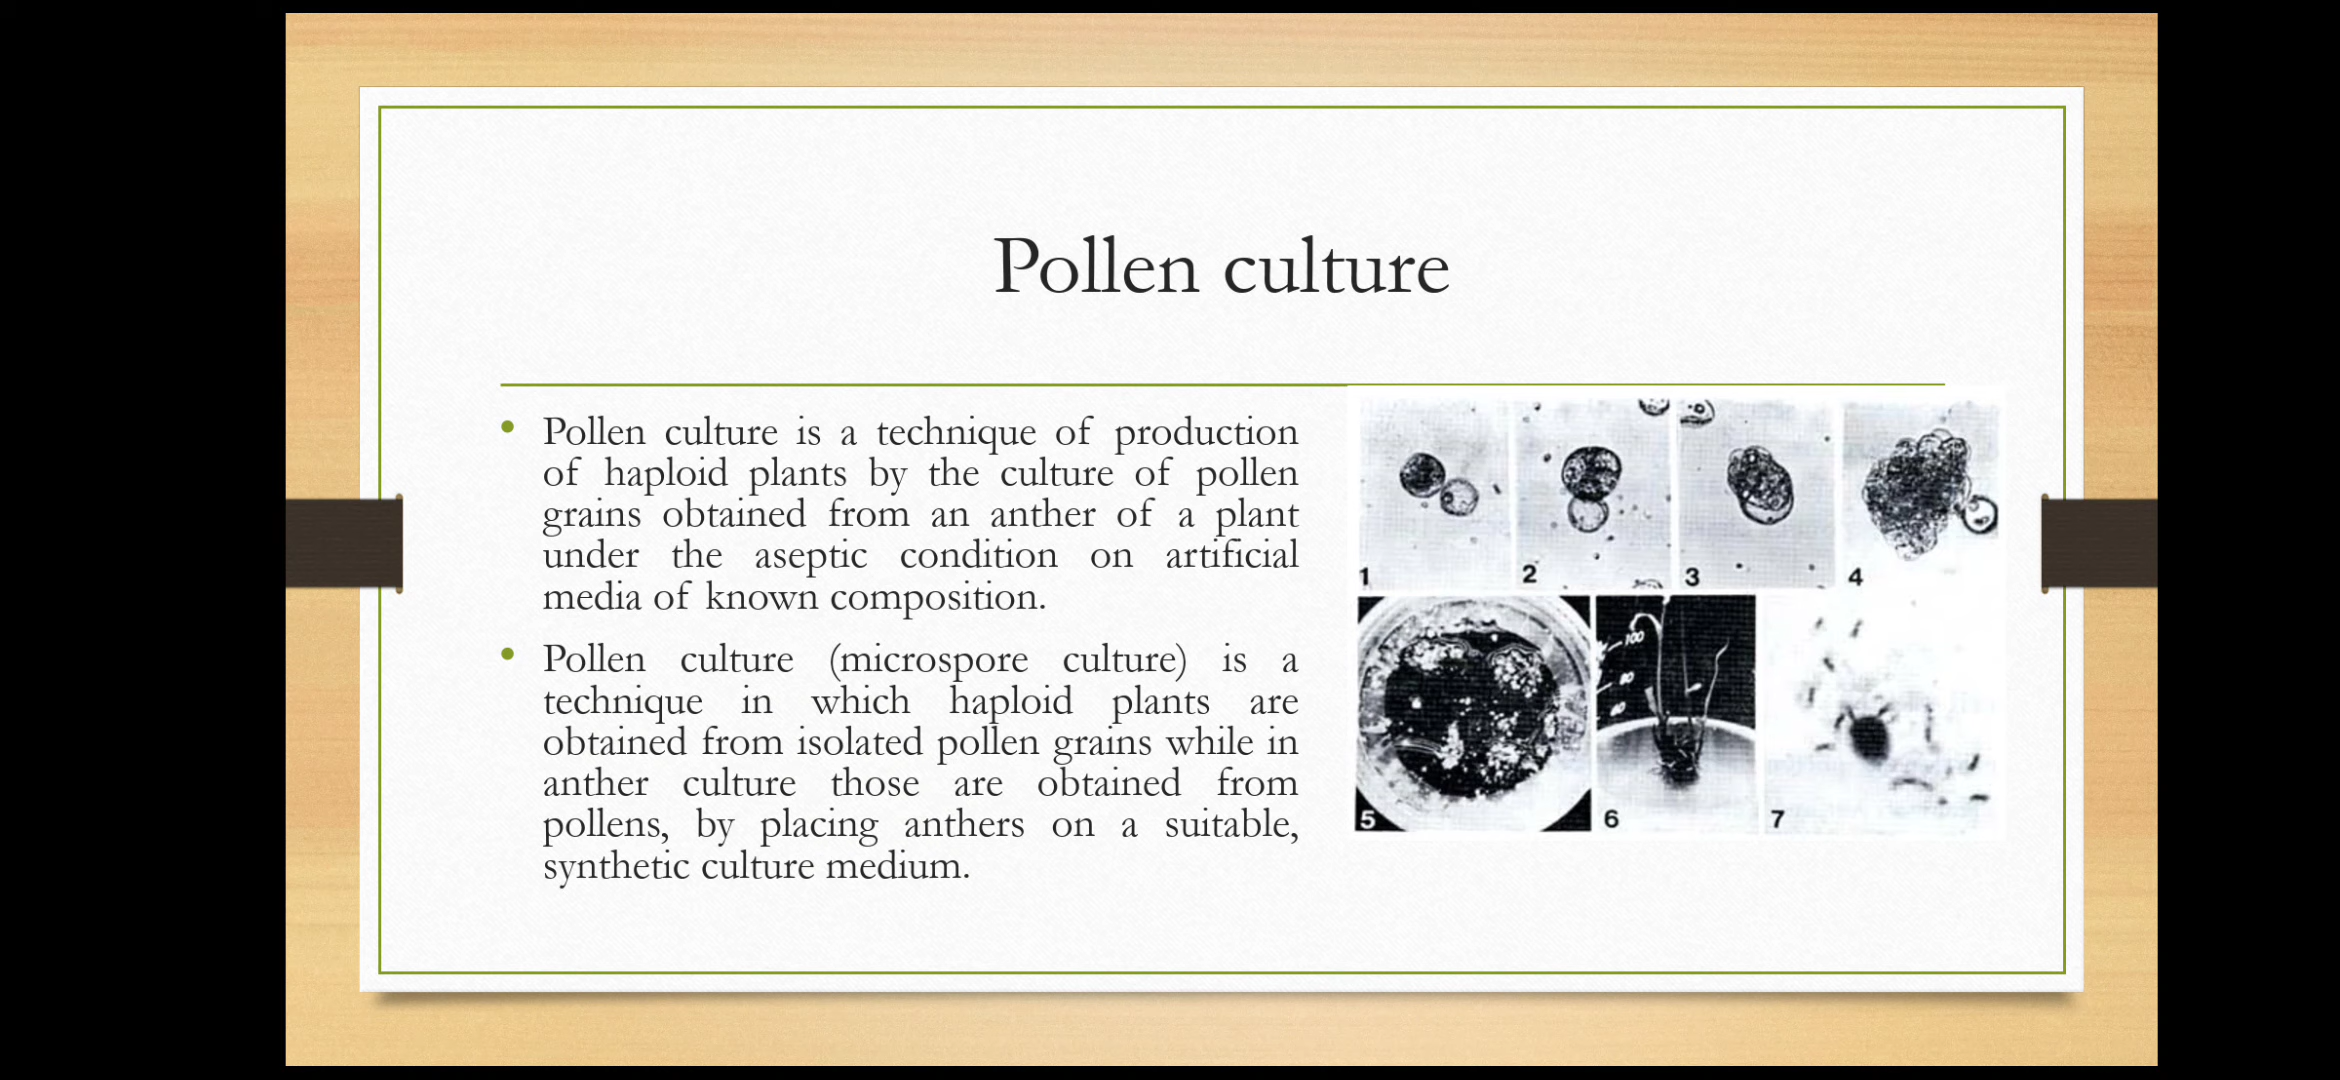 Pollen culture
• Pollen culture is a technique of production
of haploid plants by the culture of pollen
grains obtained from an anther of a plant
under the aseptic condition on artificial
media of known composition.
• Pollen culture (microspore culture) is a
technique in which haploid plants are
obtained from isolated pollen grains while in
anther culture those are obtained from
pollens, by placing anthers on a suitable,
synthetic culture medium.
1 2 3 4
100
80
60
5 6 7